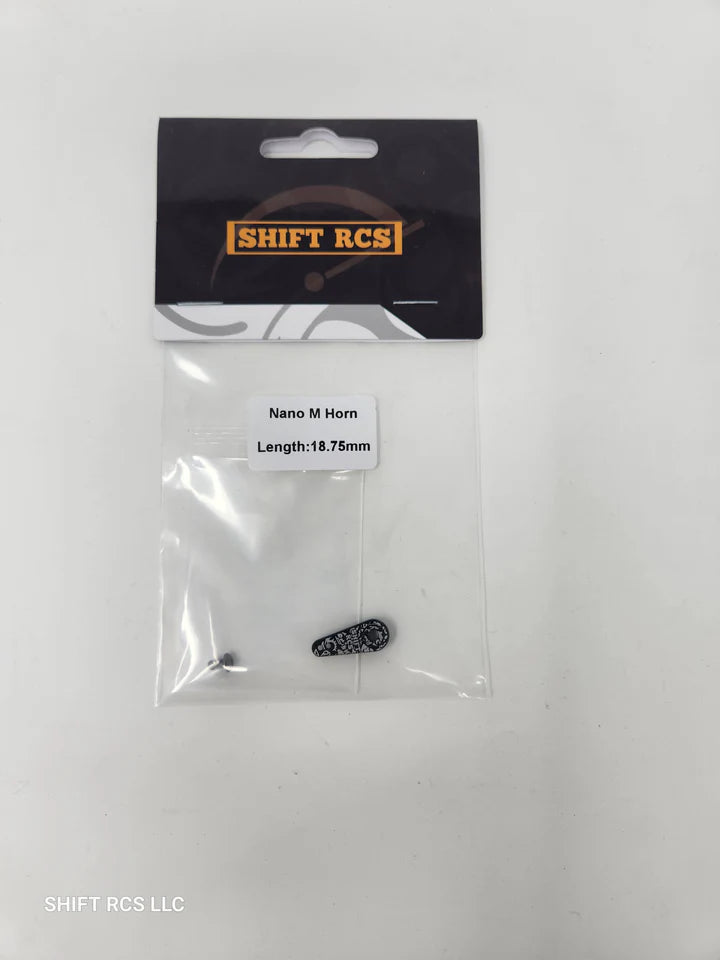 SHIFT RCS
Nano M Horn
Length:18.75mm
SHIFT RCS LLC